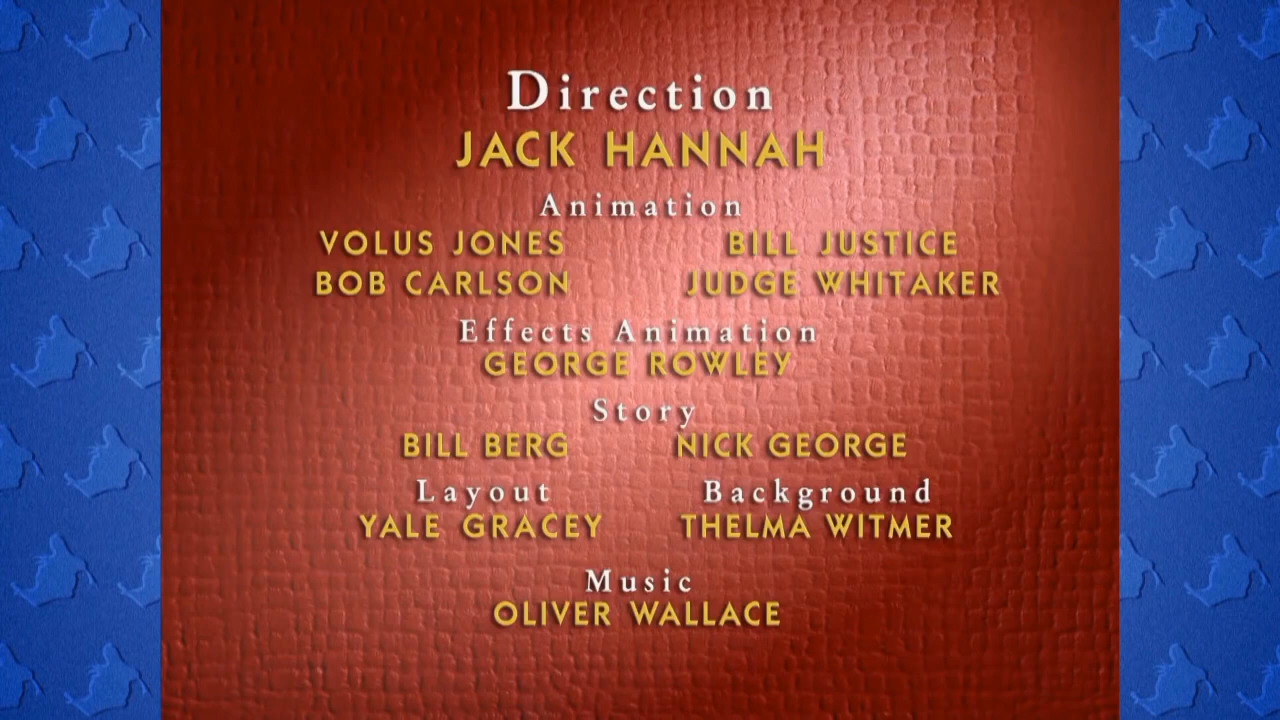 Direction
JACK HANNAH
Animation
VOLUS JONES BILL JUSTICE
BOB CARLSON JUDGE WHITAKER
Effects Animation
GEORGE ROWLEY
Story
BILL BERG NICK GEORGE
Layout Background
YALE GRACEY THELMA WITMER
Music
OLIVER WALLACE